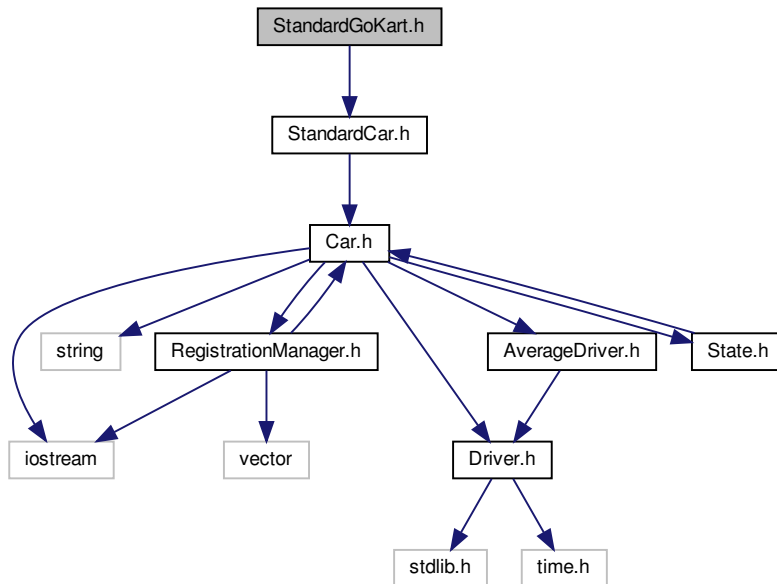 StandardGoKart.h
StandardCar.h
Car.h
string
RegistrationManager.h
AverageDriver.h
State.h
iostream
vector
Driver.h
stdlib.h
time.h